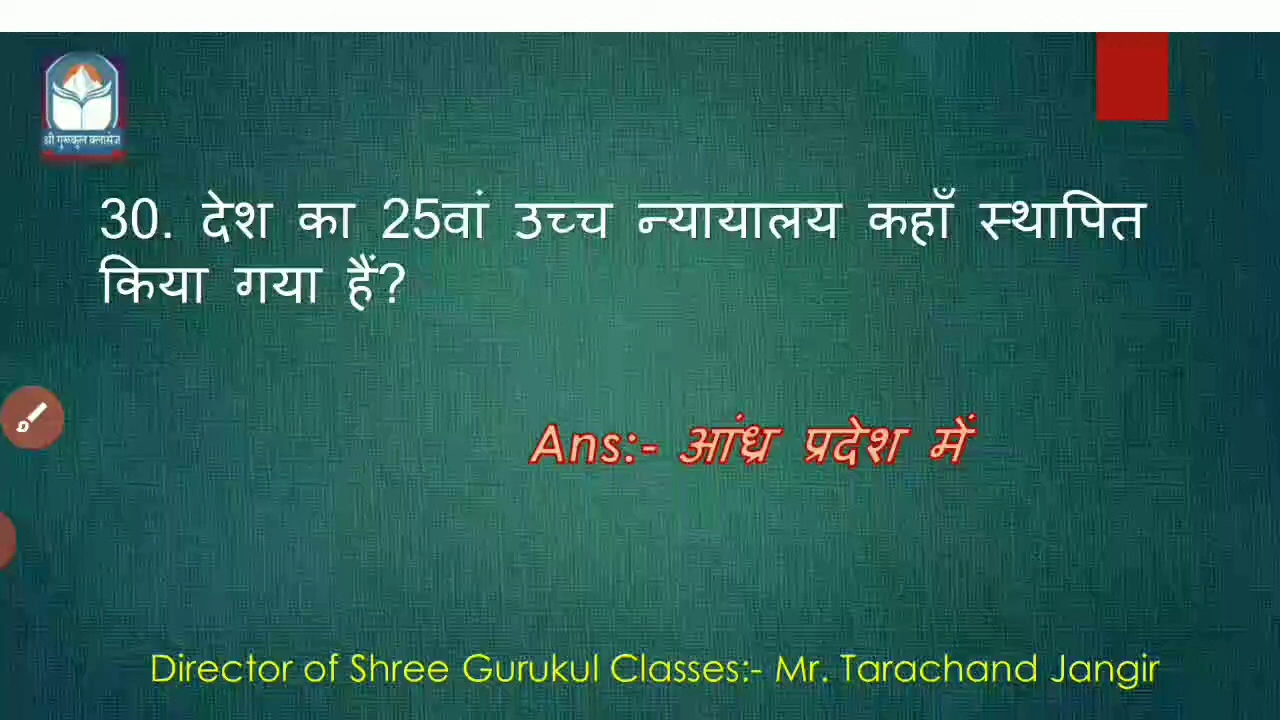 श्री गुरुकुल क्लासेज
30. देश का 25वां उच्च न्यायालय कहाँ स्थापित
किया गया हैं?
Ans:- आंध्र प्रदेश में
Director of Shree Gurukul Classes:- Mr. Tarachand Jangir